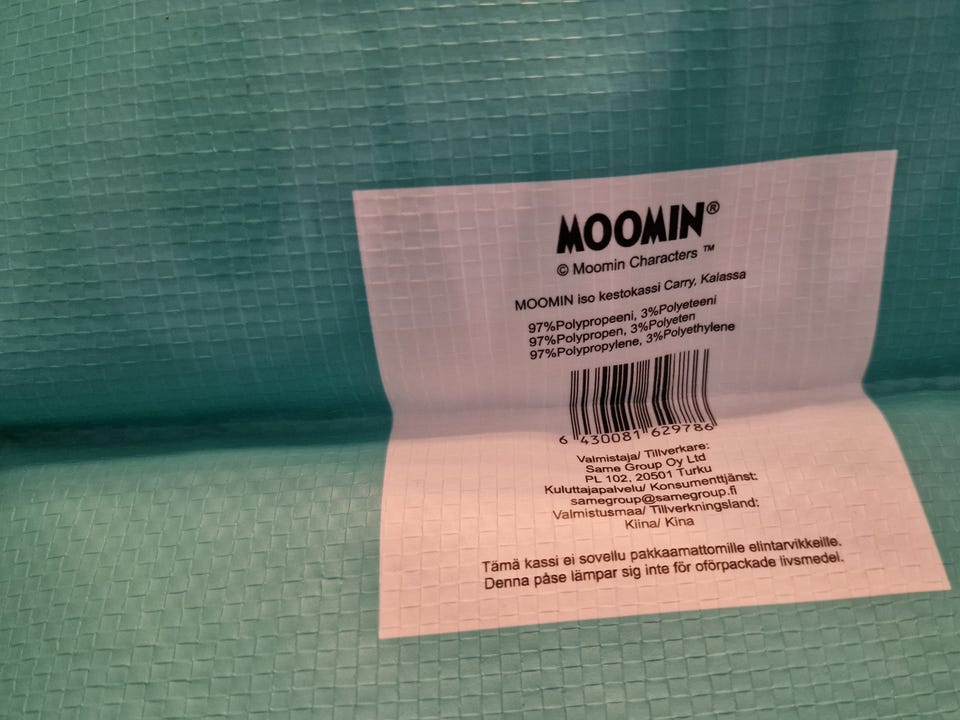 MOOMIN®
© Moomin Characters ™
MOOMIN iso kestokassi Carry, Kalassa
97%Polypropeeni, 3%Polyeteeni
97%Polypropen, 3%Polyeten
97%Polypropylene, 3%Polyethylene
6 430081 629786
Valmistaja/ Tillverkare:
Same Group Oy Ltd
PL 102, 20501 Turku
Kuluttajapalvelu/ Konsumenttjänst:
samegroup@samegroup.fi
Valmistusmaa/ Tillverkningsland:
Kiina/ Kina
Tämä kassi ei sovellu pakkaamattomille elintarvikkeille.
Denna påse lämpar sig inte för oförpackade livsmedel.